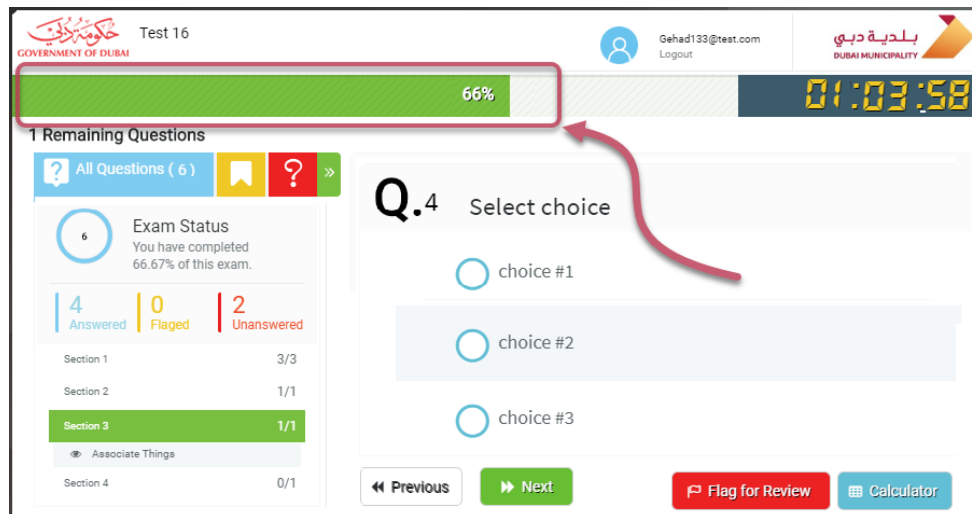 حكومة دبي
GOVERNMENT OF DUBAI
Test 16
Gehad133@test.com
Logout
بلدية دبي
DUBAI MUNICIPALITY
66%
01:03:58
1 Remaining Questions
All Questions ( 6 )
Q.4 Select choice
6
Exam Status
You have completed
66.67% of this exam.
4 0 2
Answered Flaged Unanswered
Section 1 3/3
Section 2 1/1
Section 3 1/1
Associate Things
Section 4 0/1
choice #1
choice #2
choice #3
Previous
Next
Flag for Review
Calculator